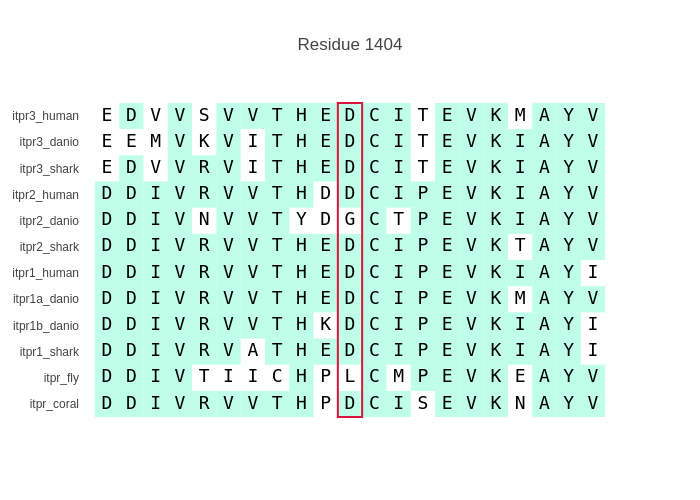 Residue 1404
itpr3_human E D V V S V V T H E D C I T E V K M A Y V
itpr3_danio E E M V K V I T H E D C I T E V K I A Y V
itpr3_shark E D V V R V I T H E D C I T E V K I A Y V
itpr2_human D D I V R V V T H D D C I P E V K I A Y V
itpr2_danio D D I V N V V T Y D G C T P E V K I A Y V
itpr2_shark D D I V R V V T H E D C I P E V K T A Y V
itpr1_human D D I V R V V T H E D C I P E V K I A Y I
itpr1a_danio D D I V R V V T H E D C I P E V K M A Y V
itpr1b_danio D D I V R V V T H K D C I P E V K I A Y I
itpr1_shark D D I V R V A T H E D C I P E V K I A Y I
itpr_fly D D I V T I I C H P L C M P E V K E A Y V
itpr_coral D D I V R V V T H P D C I S E V K N A Y V